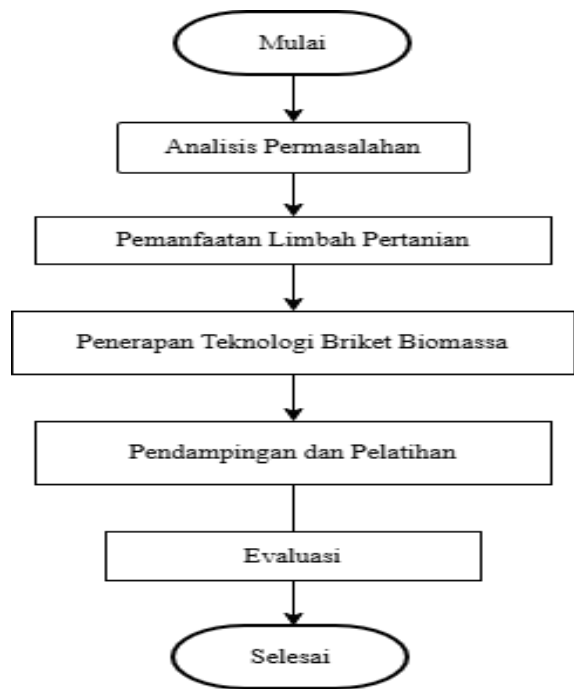 Mulai
Analisis Permasalahan
Pemanfaatan Limbah Pertanian
Penerapan Teknologi Briket Biomassa
Pendampingan dan Pelatihan
Evaluasi
Selesai